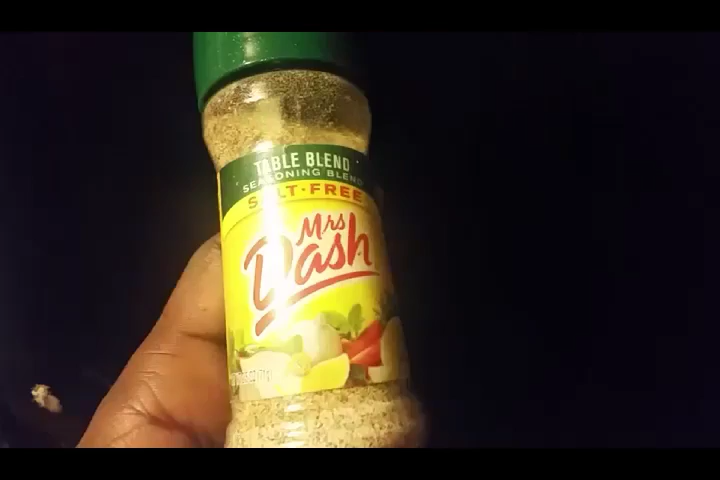 TABLE BLEND
SEASONING BLEND
SALT-FREE
Mrs
Dash